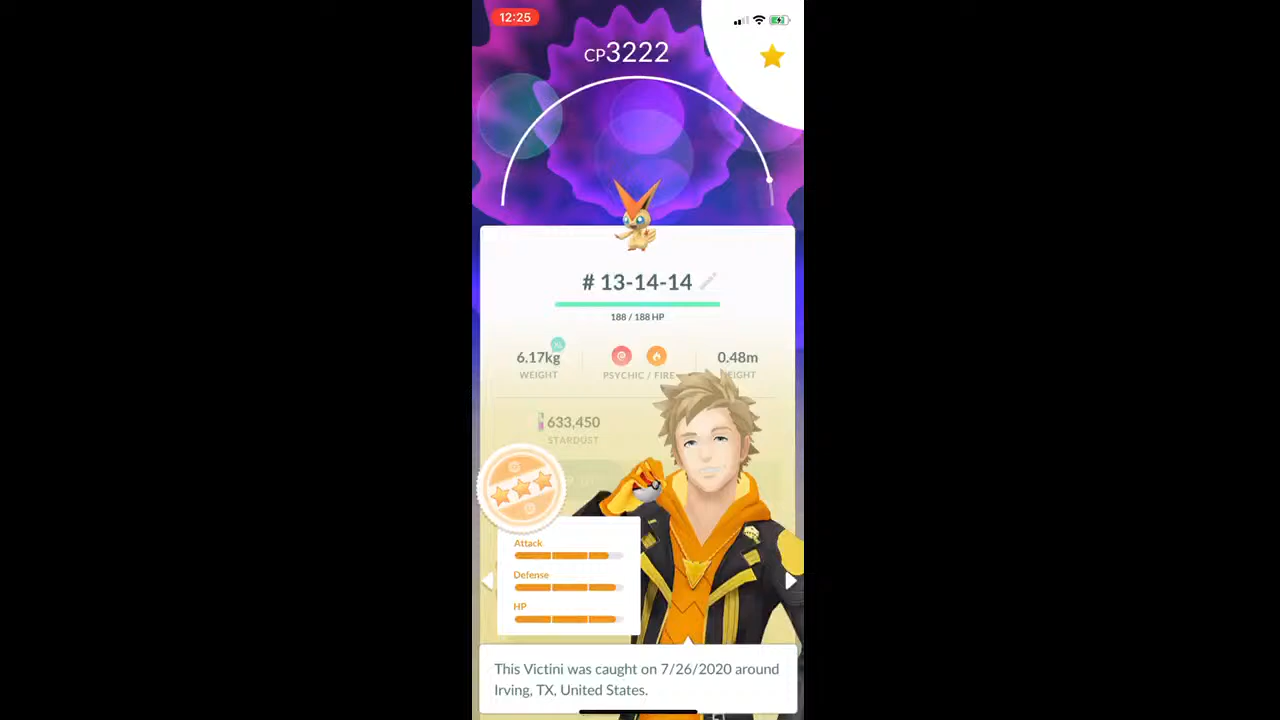 12:25
CP3222
# 13-14-14
188 / 188 HP
6.17kg
WEIGHT
PSYCHIC / FIRE
0.48m
HEIGHT
633,450
STARDUST
Attack
Defense
HP
This Victini was caught on 7/26/2020 around
Irving, TX, United States.